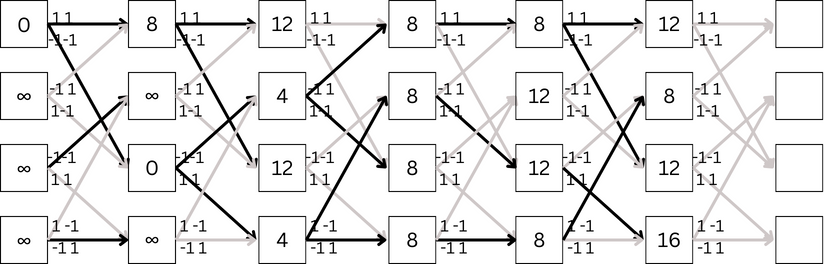 1 1 1 1 1 1 1 1 1 1 1 1
0 8 12 8 8 12
-1-1 -1-1 -1-1 -1-1 -1-1 -1-1
-1 1 -1 1 -1 1 -1 1 -1 1 -1 1
∞ ∞ 4 8 12 8
1-1 1-1 1-1 1-1 1-1 1-1
-1-1 -1-1 -1-1 -1-1 -1-1 -1-1
∞ 0 12 8 12 12
1 1 1 1 1 1 1 1 1 1 1 1
1 -1 1 -1 1 -1 1 -1 1 -1 1 -1
∞ ∞ 4 8 8 16
-1 1 -1 1 -1 1 -1 1 -1 1 -1 1